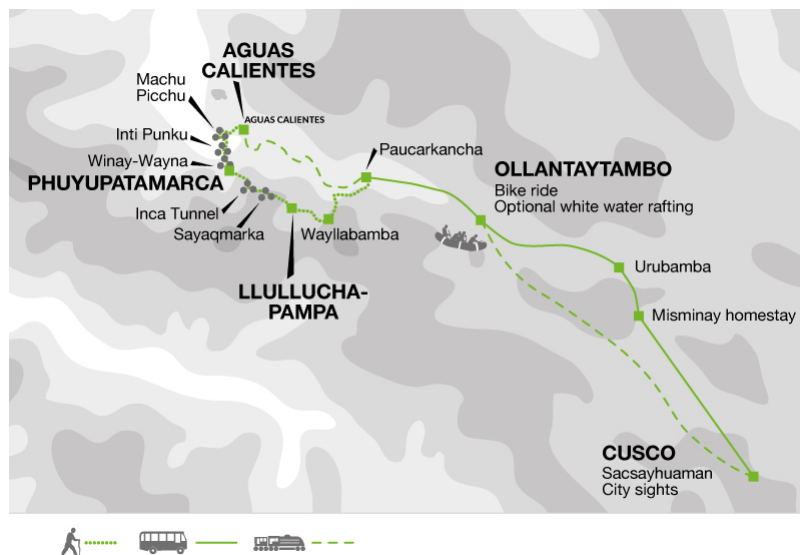 AGUAS
CALIENTES
Machu
Picchu
AGUAS CALIENTES
Inti Punku
Paucarkancha
Winay-Wayna
OLLANTAYTAMBO
PHUYUPATAMARCA
Bike ride
Optional white water rafting
Inca Tunnel
Sayaqmarka
Wayllabamba
Urubamba
LLULLUCHA-
PAMPA
Misminay homestay
CUSCO
Sacsayhuaman
City sights